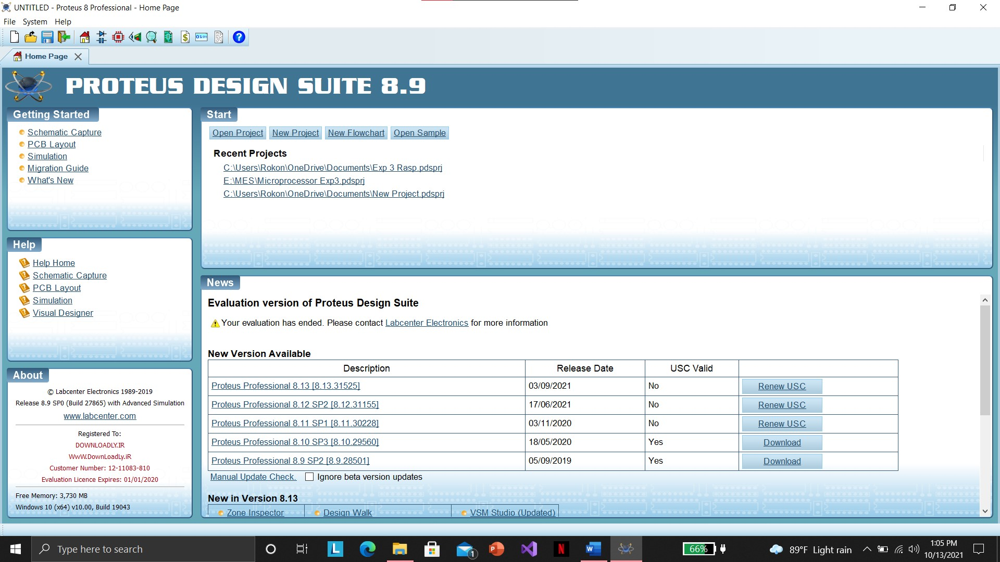 UNTITLED - Proteus 8 Professional - Home Page
File System Help
Home Page
PROTEUS DESIGN SUITE 8.9
Getting Started
Schematic Capture
PCB Layout
Simulation
Migration Guide
What's New
Help
Help Home
Schematic Capture
PCB Layout
Simulation
Visual Designer
About
© Labcenter Electronics 1989-2019
Release 8.9 SP0 (Build 27865) with Advanced Simulation
www.labcenter.com
Registered To:
DOWNLOADLY.IR
WwW.DownLoadLy.iR
Customer Number: 12-11083-810
Evaluation Licence Expires: 01/01/2020
Free Memory: 3,730 MB
Windows 10 (x64) v10.00, Build 19043
Start
Open Project New Project New Flowchart Open Sample
Recent Projects
C:\Users\Rokon\OneDrive\Documents\Exp 3 Rasp.pdsprj
E:\MES\Microprocessor Exp3.pdsprj
C:\Users\Rokon\OneDrive\Documents\New Project.pdsprj
News
Evaluation version of Proteus Design Suite
Your evaluation has ended. Please contact Labcenter Electronics for more information
New Version Available
Description Release Date USC Valid
Proteus Professional 8.13 [8.13.31525] 03/09/2021 No Renew USC
Proteus Professional 8.12 SP2 [8.12.31155] 17/06/2021 No Renew USC
Proteus Professional 8.11 SP1 [8.11.30228] 03/11/2020 No Renew USC
Proteus Professional 8.10 SP3 [8.10.29560] 18/05/2020 Yes Download
Proteus Professional 8.9 SP2 [8.9.28501] 05/09/2019 Yes Download
Manual Update Check. Ignore beta version updates
New in Version 8.13
Zone Inspector Design Walk VSM Studio (Updated)
Type here to search
L
1
P
N
W
66%
89°F Light rain
1:05 PM
10/13/2021